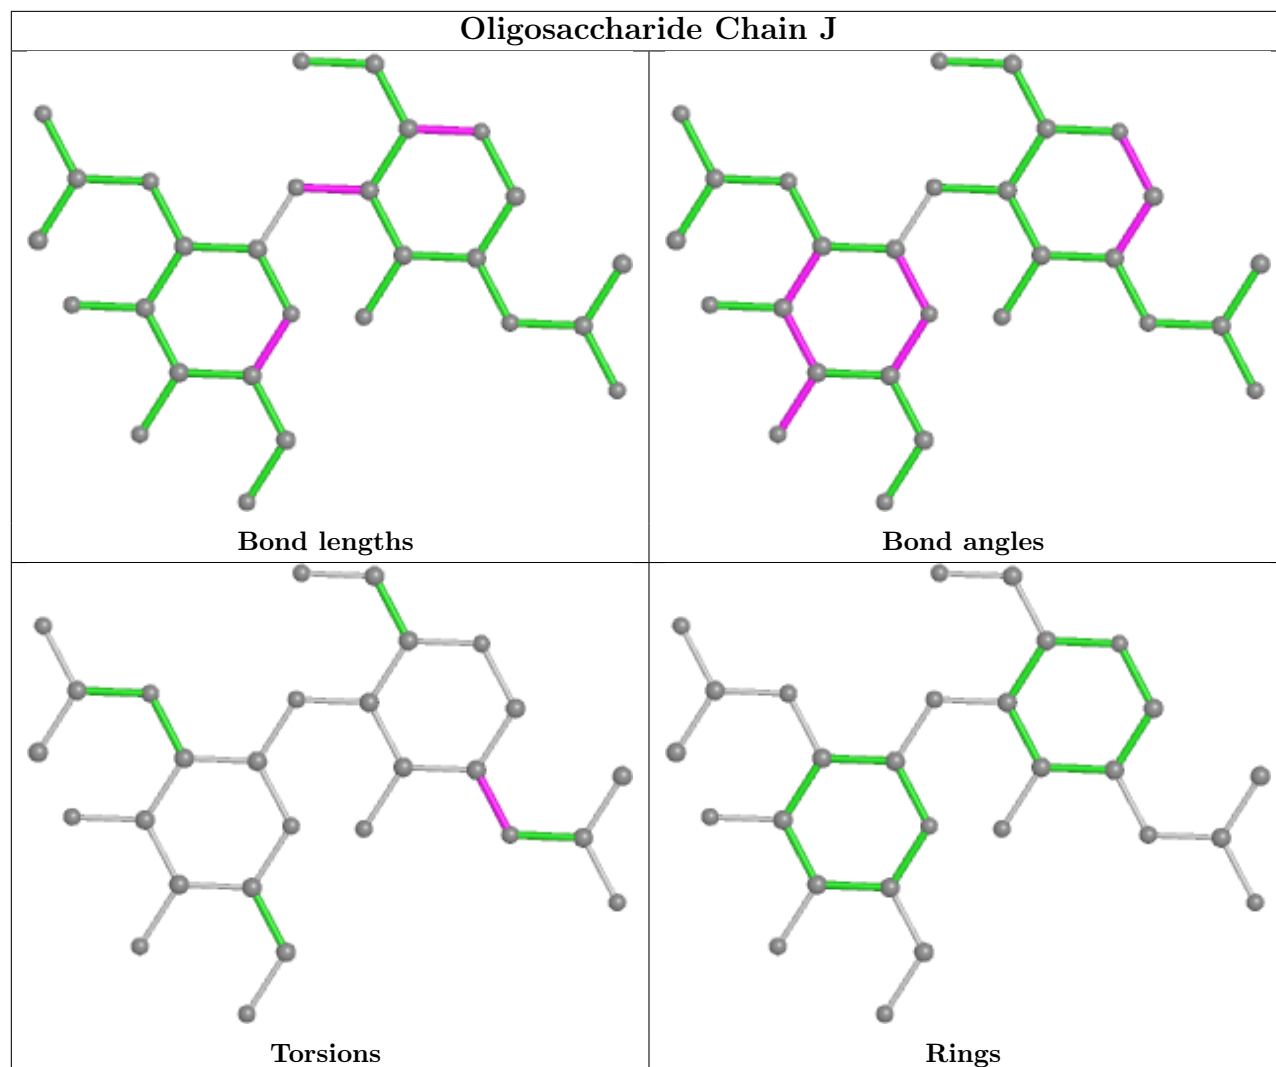 Oligosaccharide Chain J
Bond lengths
Bond angles
Torsions
Rings